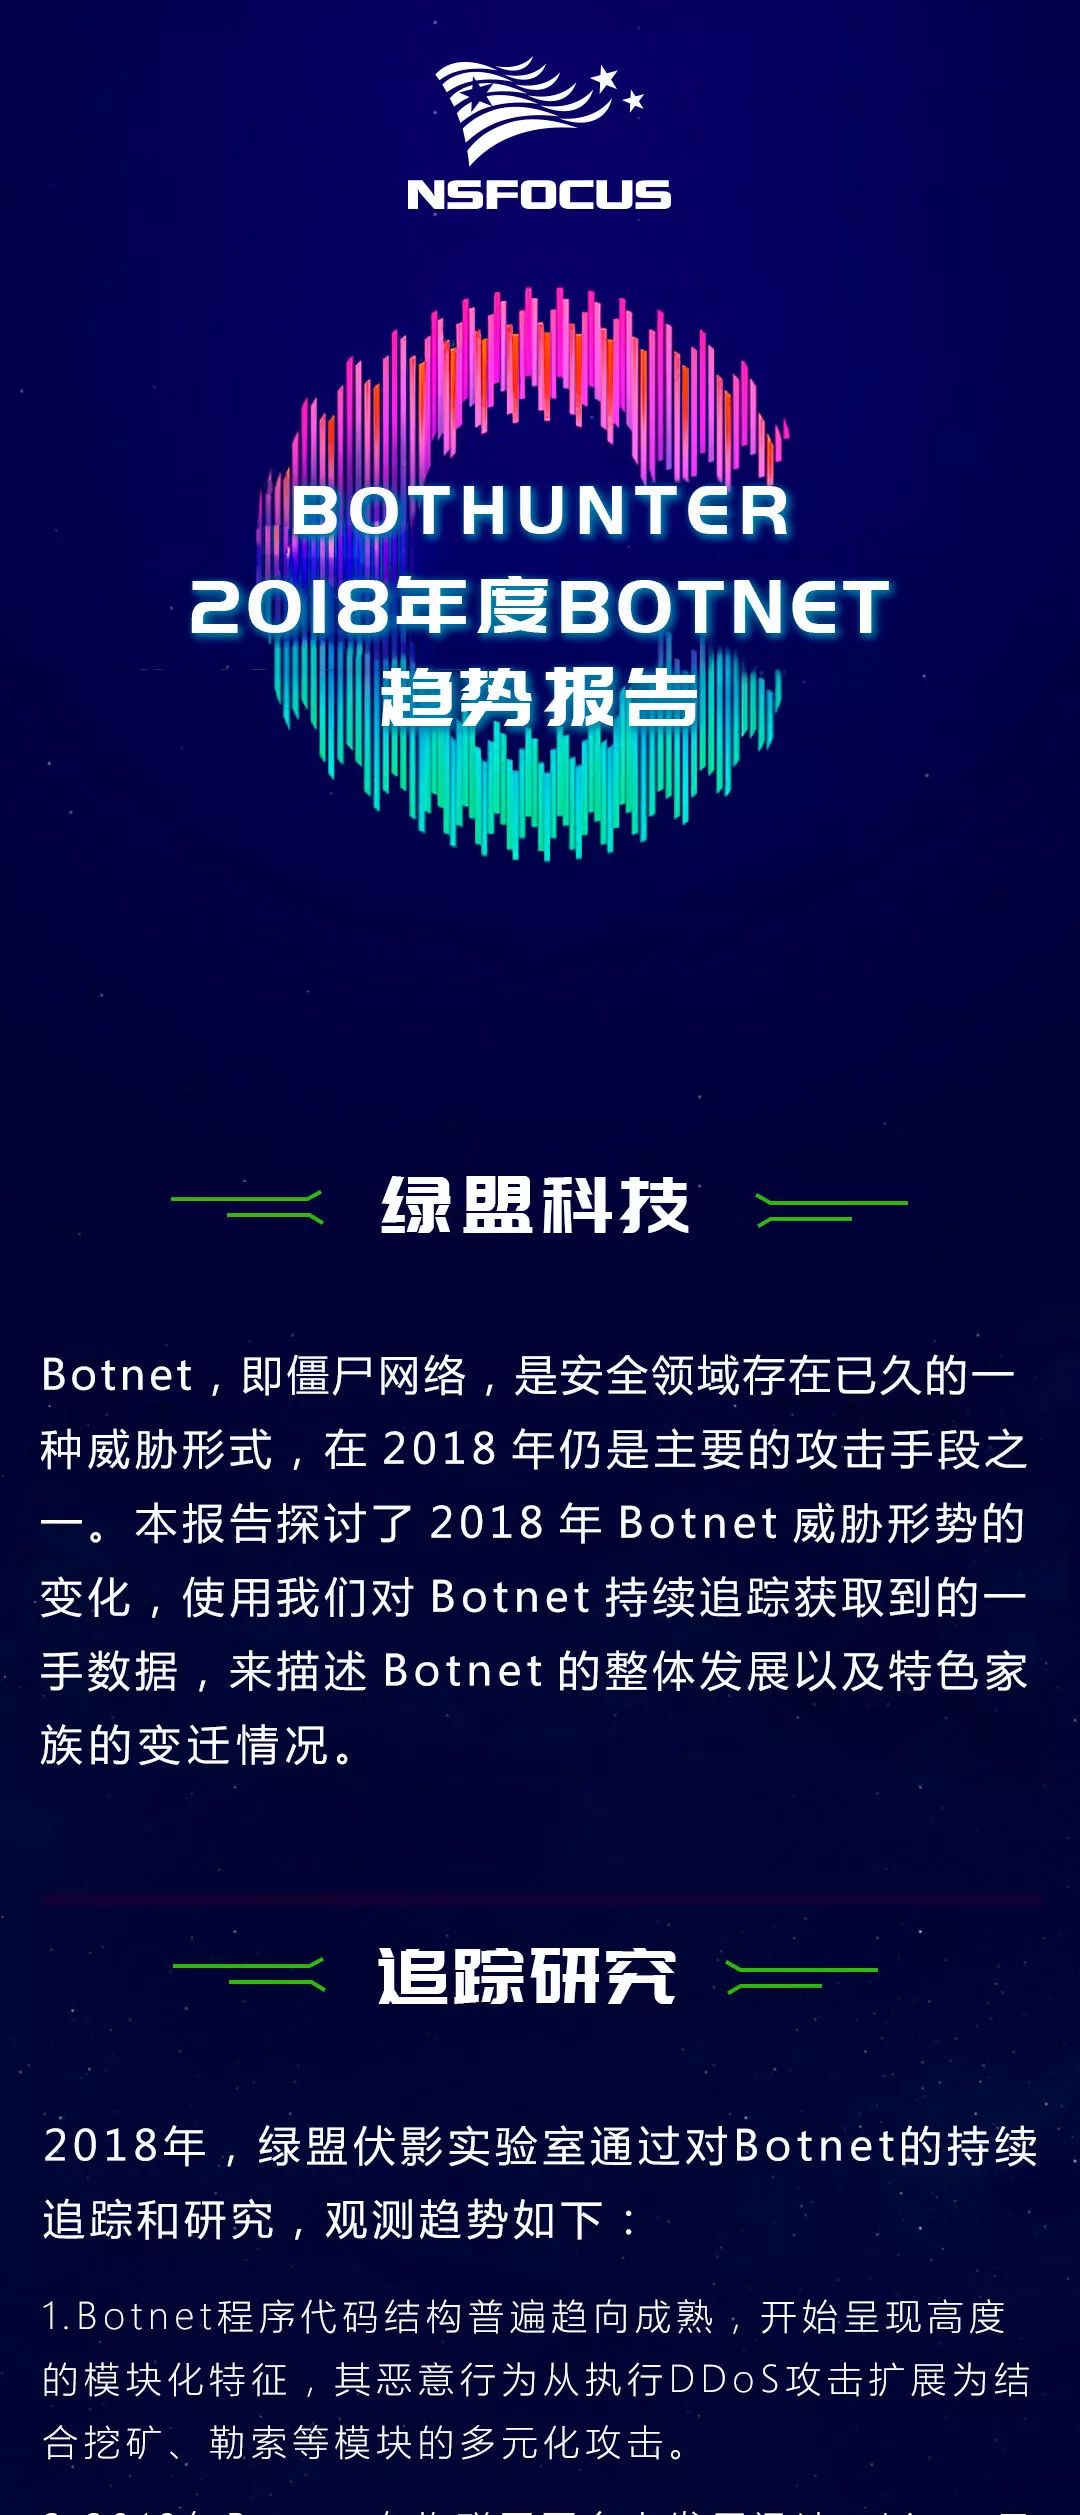 NSFOCUS
BOTHUNTER
2018年度BOTNET
趋势报告
绿盟科技
Botnet，即僵尸网络，是安全领域存在已久的一
种威胁形式，在 2018 年仍是主要的攻击手段之
一。本报告探讨了 2018 年 Botnet 威胁形势的
变化，使用我们对 Botnet 持续追踪获取到的一
手数据，来描述 Botnet 的整体发展以及特色家
族的变迁情况。
追踪研究
2018年，绿盟伏影实验室通过对Botnet的持续
追踪和研究，观测趋势如下：
1.Botnet程序代码结构普遍趋向成熟，开始呈现高度
的模块化特征，其恶意行为从执行DDoS攻击扩展为结
合挖矿、勒索等模块的多元化攻击。